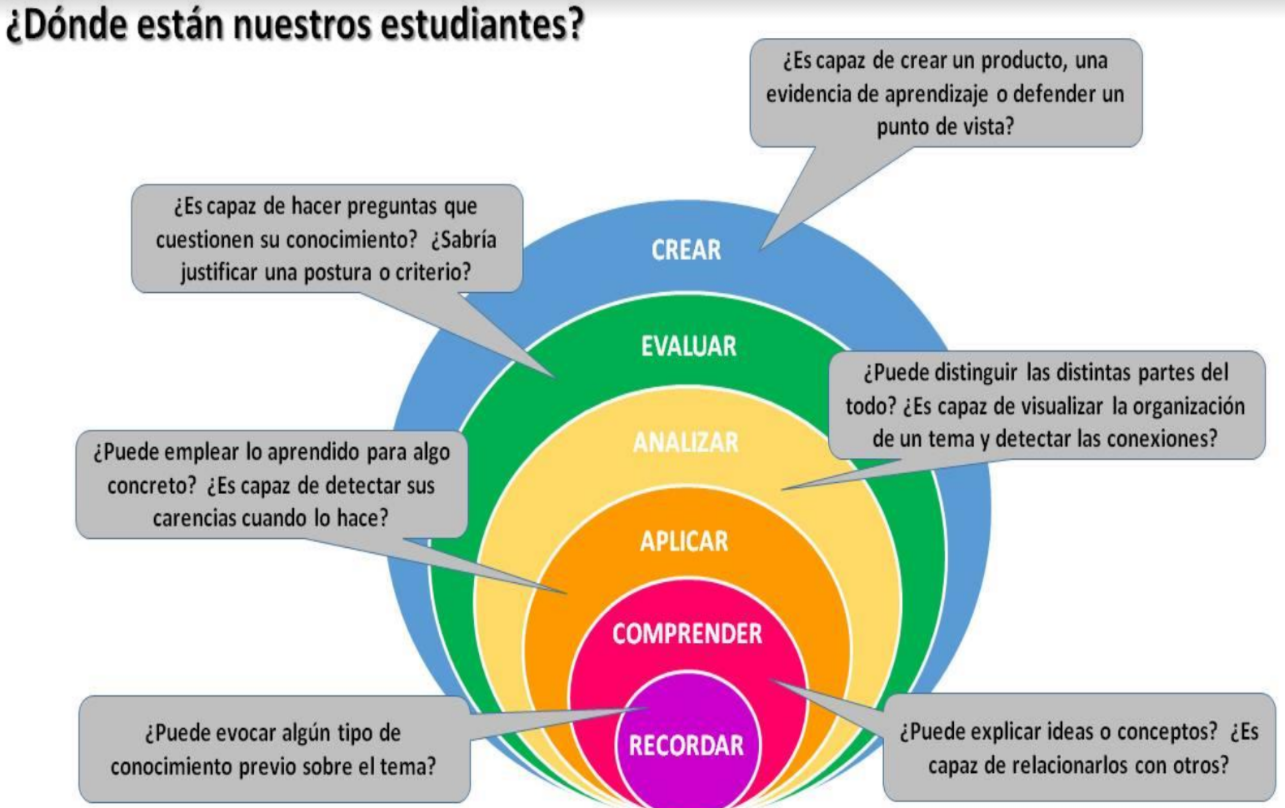 ¿Dónde están nuestros estudiantes?
¿Es capaz de crear un producto, una
evidencia de aprendizaje o defender un
punto de vista?
¿Es capaz de hacer preguntas que
cuestionen su conocimiento? ¿Sabría
justificar una postura o criterio?
CREAR
EVALUAR
¿Puede distinguir las distintas partes del
todo? ¿Es capaz de visualizar la organización
de un tema y detectar las conexiones?
ANALIZAR
¿Puede emplear lo aprendido para algo
concreto? ¿Es capaz de detectar sus
carencias cuando lo hace?
APLICAR
COMPRENDER
¿Puede evocar algún tipo de
conocimiento previo sobre el tema?
RECORDAR
¿Puede explicar ideas o conceptos? ¿Es
capaz de relacionarlos con otros?